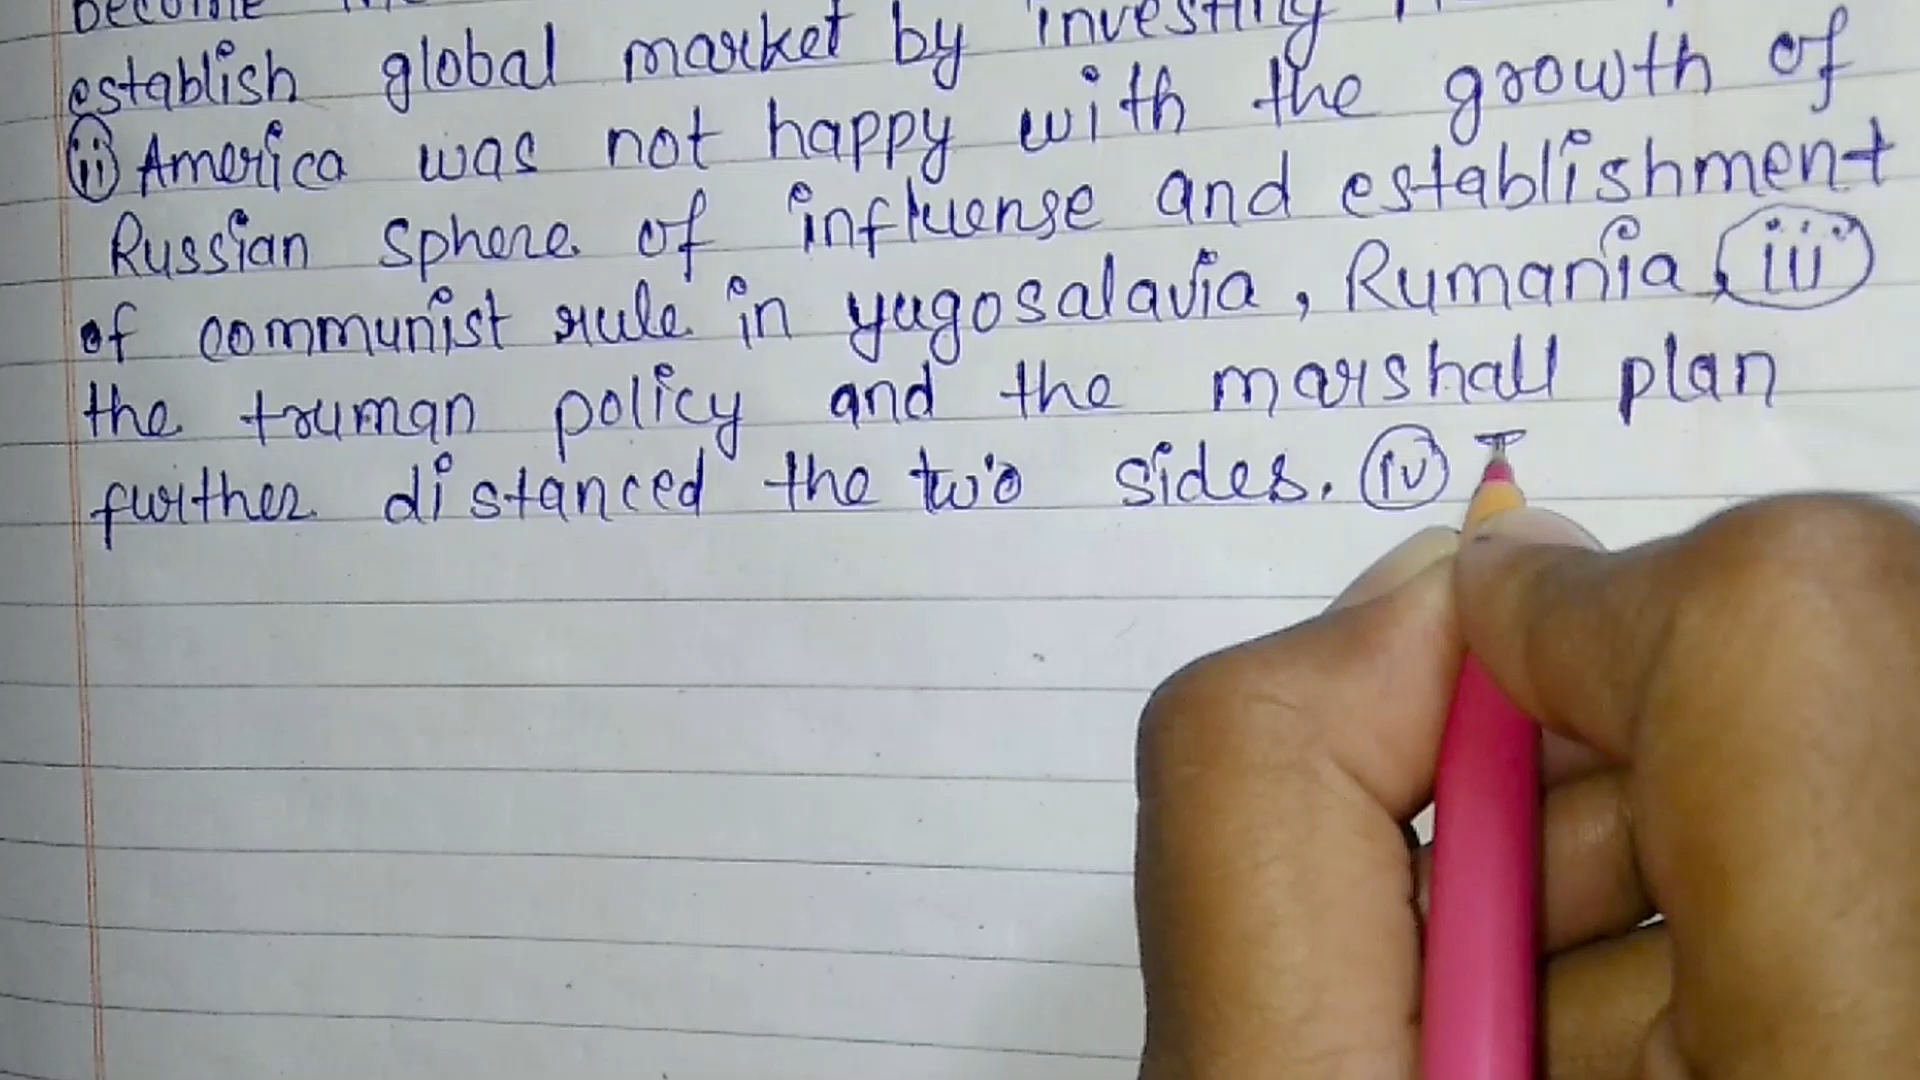 become
establish global market by investing
(ii) America was not happy with the growth of
Russian sphere of influense and establishment
of communist rule in yugosalavia, Rumania, (iii)
the truman policy and the marshall plan
further distanced the two sides. (iv) T